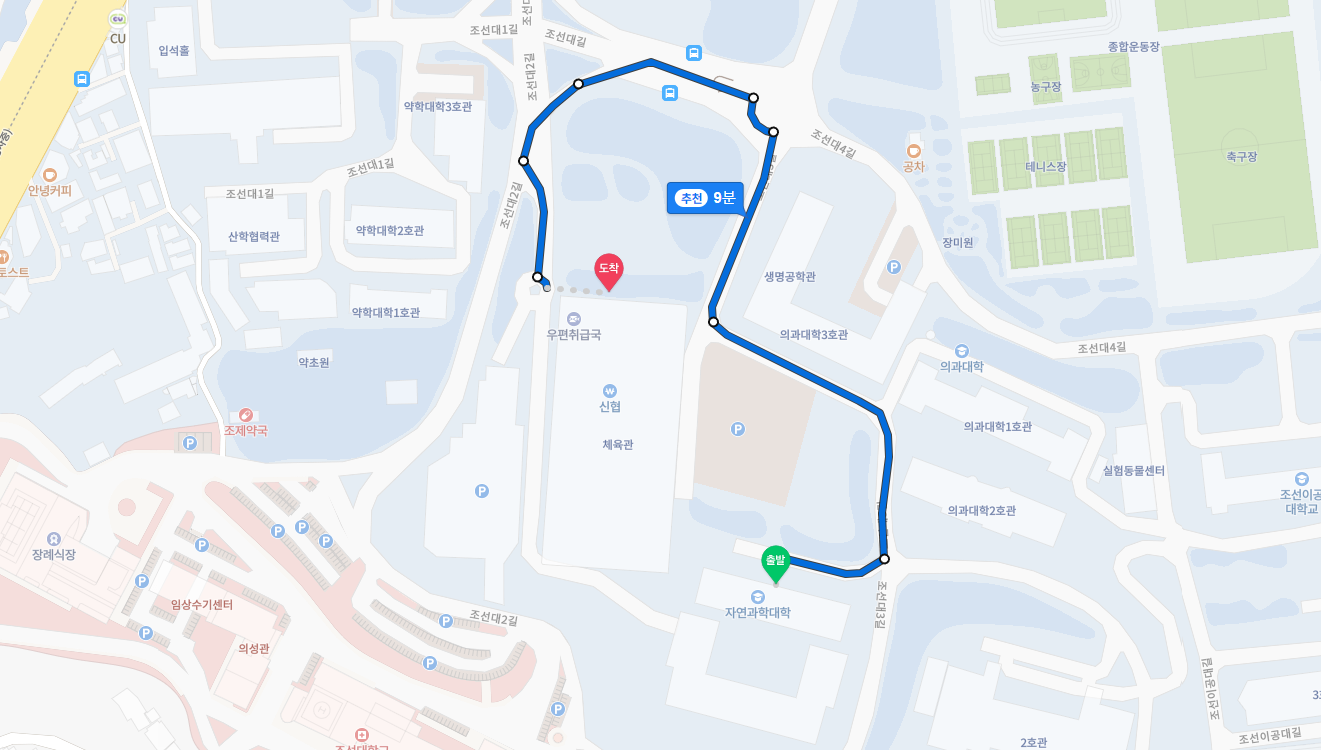 조선대1길
조선대길
조선대2길
CU
입석홀
종합운동장
농구장
약학대학3호관
조선대4길
공차
축구장
테니스장
안녕커피
조선대1길
조선대1길
추천 9분
조선대2길
산학협력관
약학대학2호관
장미원
토스트
도착
P
생명공학관
약학대학1호관
우편취급국
의과대학3호관
조선대4길
약초원
의과대학
신협
조제약국
P
P
의과대학1호관
체육관
실험동물센터
P
의과대학2호관
조선이공
대학교
P
P
P
P
장례식장
출발
P
임상수기센터
자연과학대학
조선대3길
조선대2길
P
P
의성관
P
조선이공대길
P
2호관
조선이공대길